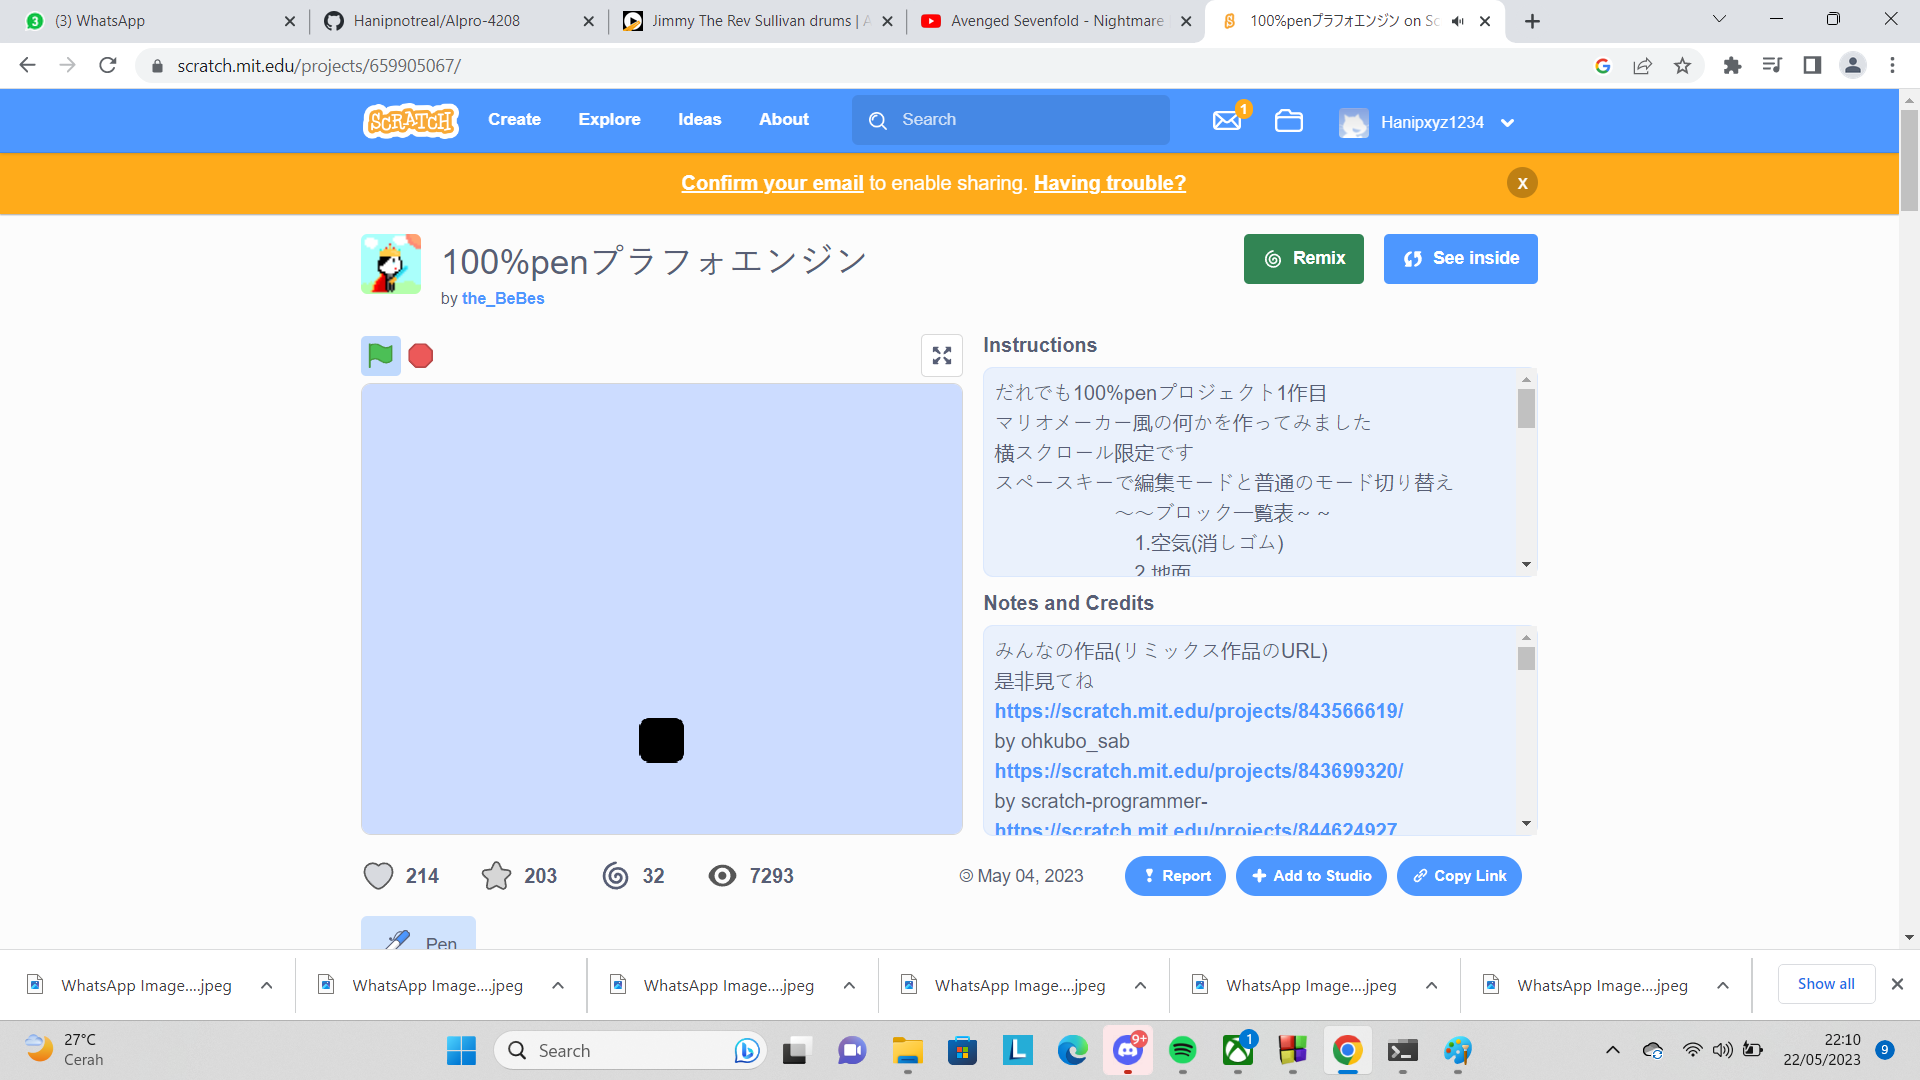 (3) WhatsApp
Hanipnotreal/Alpro-4208
Jimmy The Rev Sullivan drums | A
Avenged Sevenfold - Nightmare
100%penプラフォエンジン on Sc
scratch.mit.edu/projects/659905067/
SCRATCH
Create
Explore
Ideas
About
Search
1
Hanipxyz1234
Confirm your email to enable sharing. Having trouble?
X
100%penプラフォエンジン
by the_BeBes
Remix
See inside
Instructions
だれでも100%penプロジェクト1作目
マリオメーカー風の何かを作ってみました
横スクロール限定です
スペースキーで編集モードと普通のモード切り替え
～～ブロック一覧表~ ~
1.空気(消しゴム)
2.地面
Notes and Credits
みんなの作品(リミックス作品のURL)
是非見てね
https://scratch.mit.edu/projects/843566619/
by ohkubo_sab
https://scratch.mit.edu/projects/843699320/
by scratch-programmer-
https://scratch.mit.edu/projects/844624927
214
203
32
7293
© May 04, 2023
Report
Add to Studio
Copy Link
Pen
WhatsApp Image....jpeg
WhatsApp Image....jpeg
WhatsApp Image....jpeg
WhatsApp Image....jpeg
WhatsApp Image....jpeg
WhatsApp Image....jpeg
Show all
27°C
Cerah
Search
9+
1
22:10
22/05/2023
9